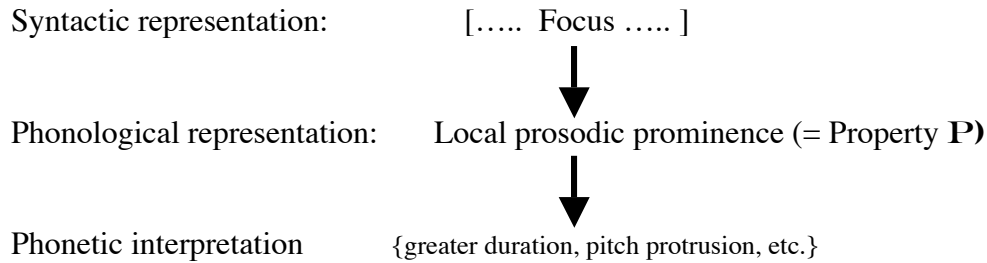 Syntactic representation: [….. Focus ….. ]
Phonological representation: Local prosodic prominence (= Property P)
Phonetic interpretation {greater duration, pitch protrusion, etc.}